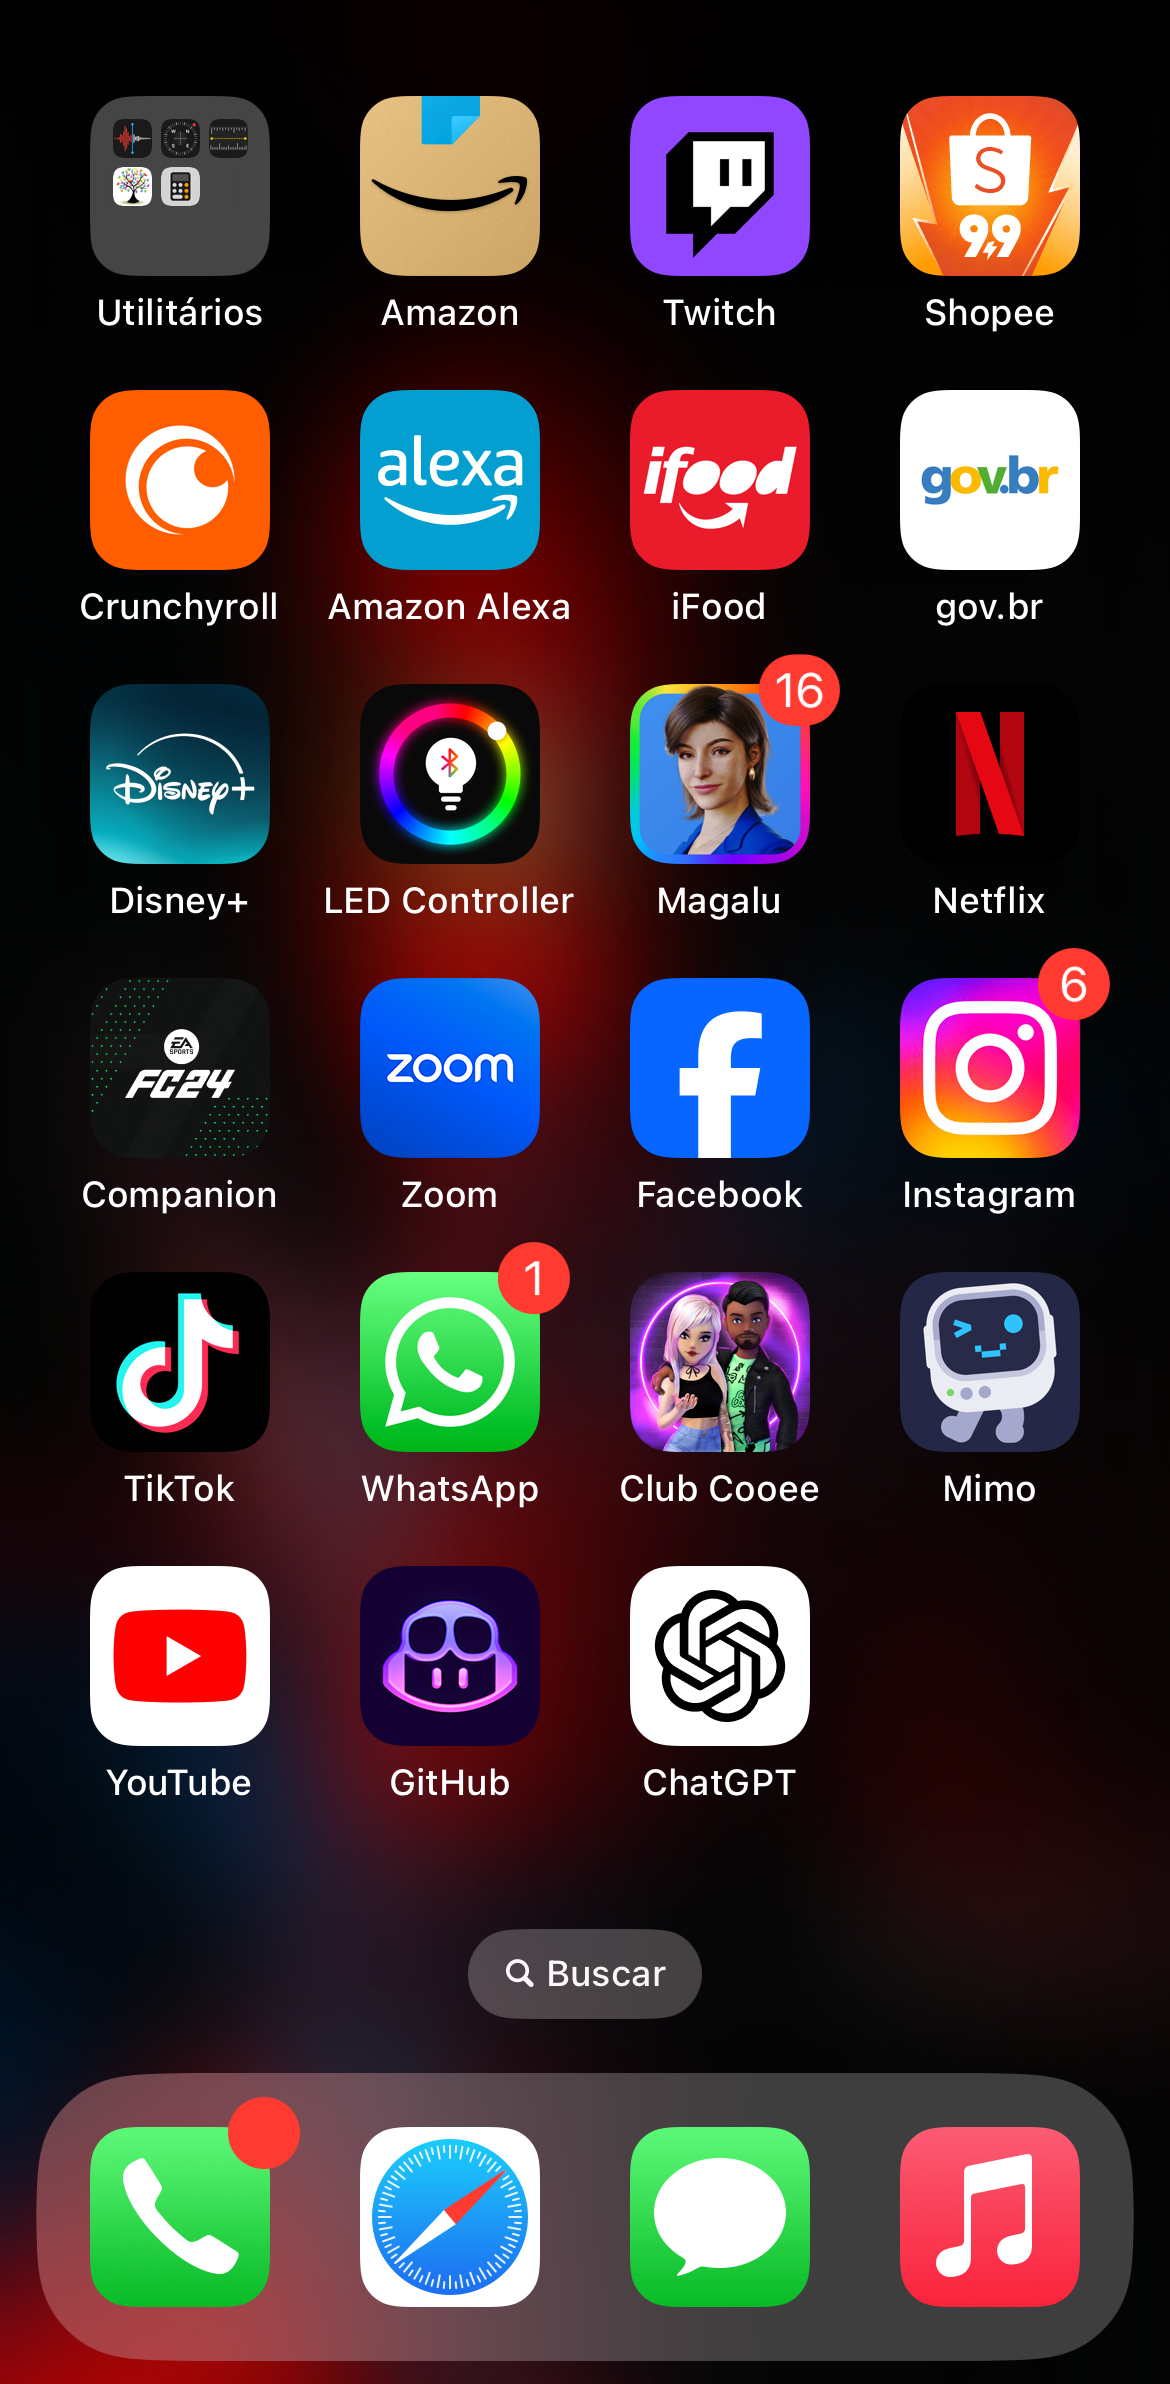 Utilitários
Amazon
Twitch
S
9.9
Shopee
Crunchyroll
alexa
Amazon Alexa
ifood
iFood
gov.br
gov.br
Disney+
Disney+
LED Controller
16
Magalu
N
Netflix
EA
SPORTS
FC24
Companion
zoom
Zoom
f
Facebook
6
Instagram
TikTok
1
WhatsApp
Club Cooee
Mimo
YouTube
GitHub
ChatGPT
Buscar